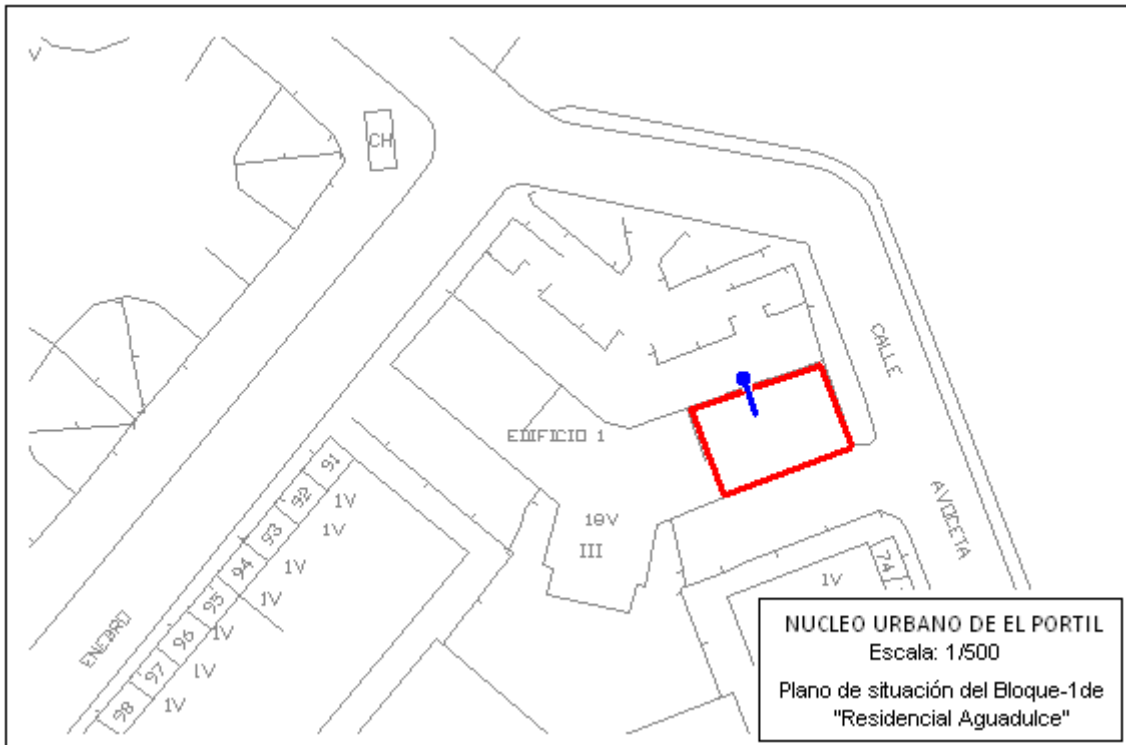 V
CH
CALLE
EDIFICIO 1
91
92
1V
93
1V
18V
III
AVOCETA
94
1V
74
1V
95
1V
96
1V
ENEBRO
97
1V
98
1V
NUCLEO URBANO DE EL PORTIL
Escala: 1/500
Plano de situación del Bloque-1de
"Residencial Aguadulce"